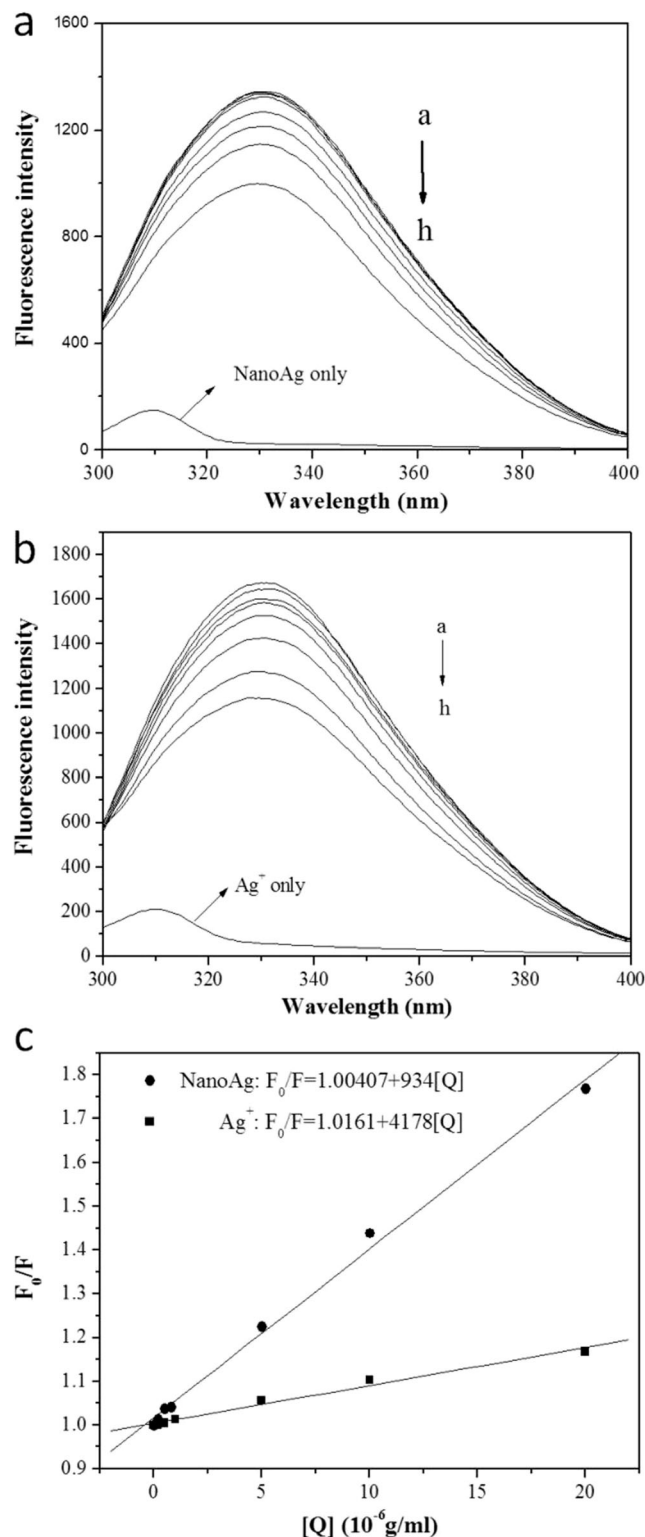 a
1600
1200
800
400
0
Fluorescence intensity
a
h
NanoAg only
300 320 340 360 380 400
Wavelength (nm)
b
1800
1600
1400
1200
1000
800
600
400
200
0
Fluorescence intensity
a
h
Ag+ only
300 320 340 360 380 400
Wavelength (nm)
c
1.8
1.7
1.6
1.5
1.4
1.3
1.2
1.1
1.0
0.9
F0/F
NanoAg: F0/F=1.00407+934[Q]
Ag+: F0/F=1.0161+4178[Q]
0 5 10 15 20
[Q] (10-6g/ml)